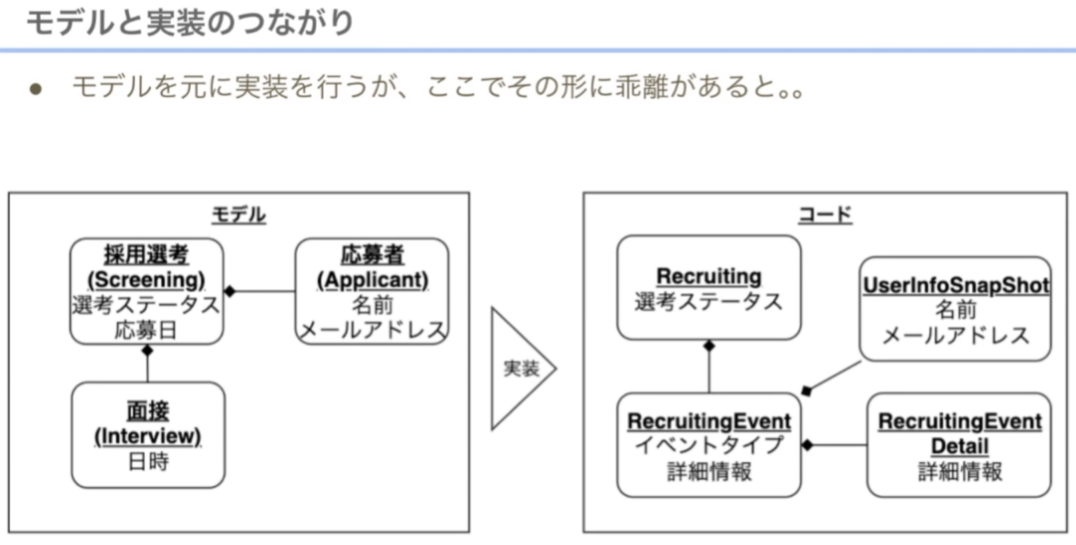 モデルと実装のつながり
● モデルを元に実装を行うが、ここでその形に乖離があると。。
モデル
採用選考
(Screening)
選考ステータス
応募日
応募者
(Applicant)
名前
メールアドレス
面接
(Interview)
日時
実装
コード
Recruiting
選考ステータス
UserInfoSnapShot
名前
メールアドレス
RecruitingEvent
イベントタイプ
詳細情報
RecruitingEvent
Detail
詳細情報